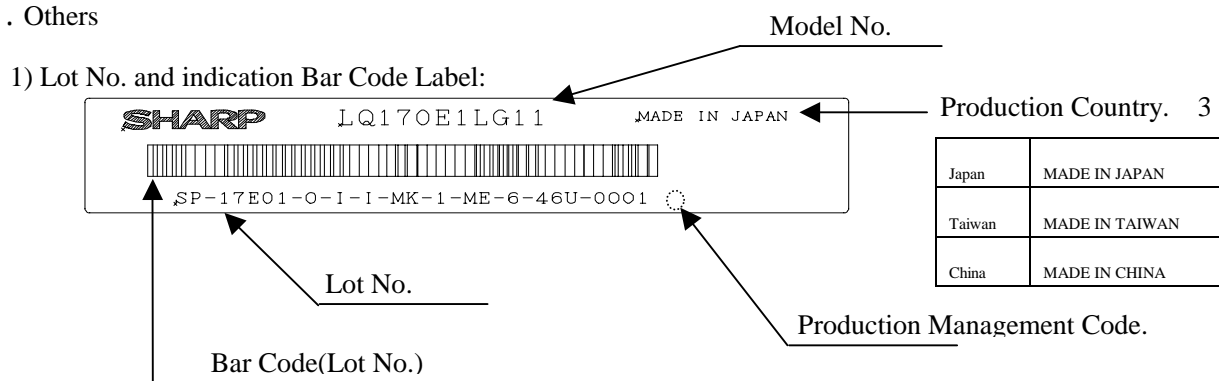 . Others
Model No.
1) Lot No. and indication Bar Code Label:
SHARP LQ170E1LG11 MADE IN JAPAN
Production Country. 3
SP-17E01-0-I-I-MK-1-ME-6-46U-0001
Japan MADE IN JAPAN
Taiwan MADE IN TAIWAN
China MADE IN CHINA
Lot No.
Production Management Code.
Bar Code(Lot No.)